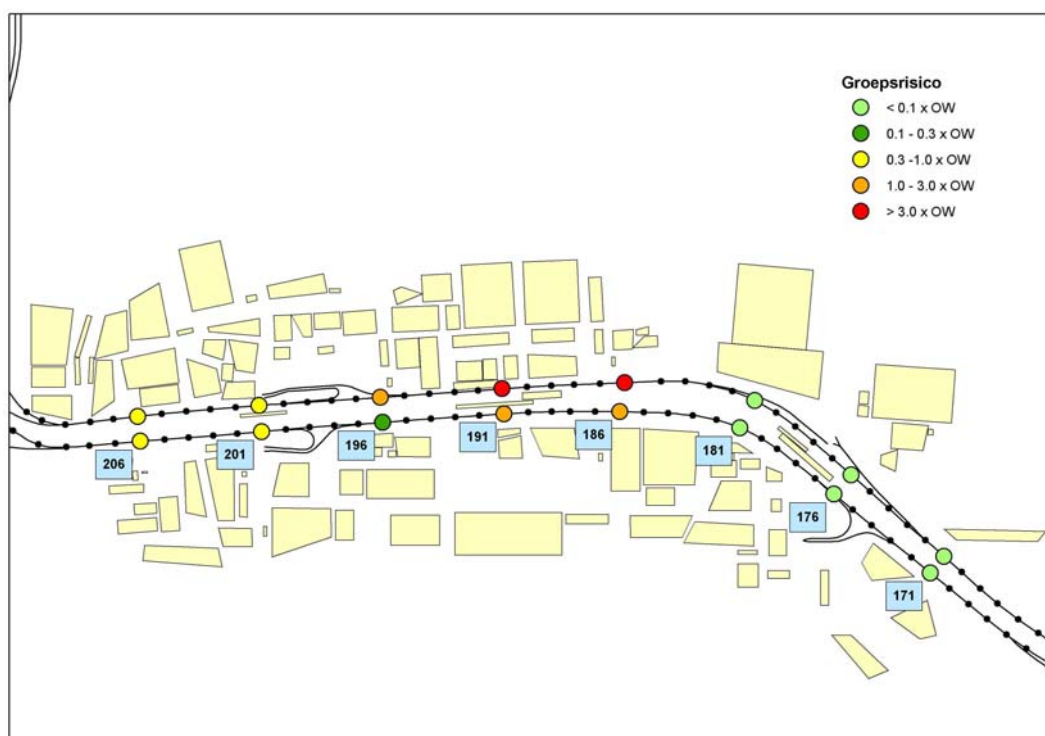 Groepsrisico
< 0.1 x OW
0.1 - 0.3 x OW
0.3 -1.0 x OW
1.0 - 3.0 x OW
> 3.0 x OW
206
201
196
191
186
181
176
171